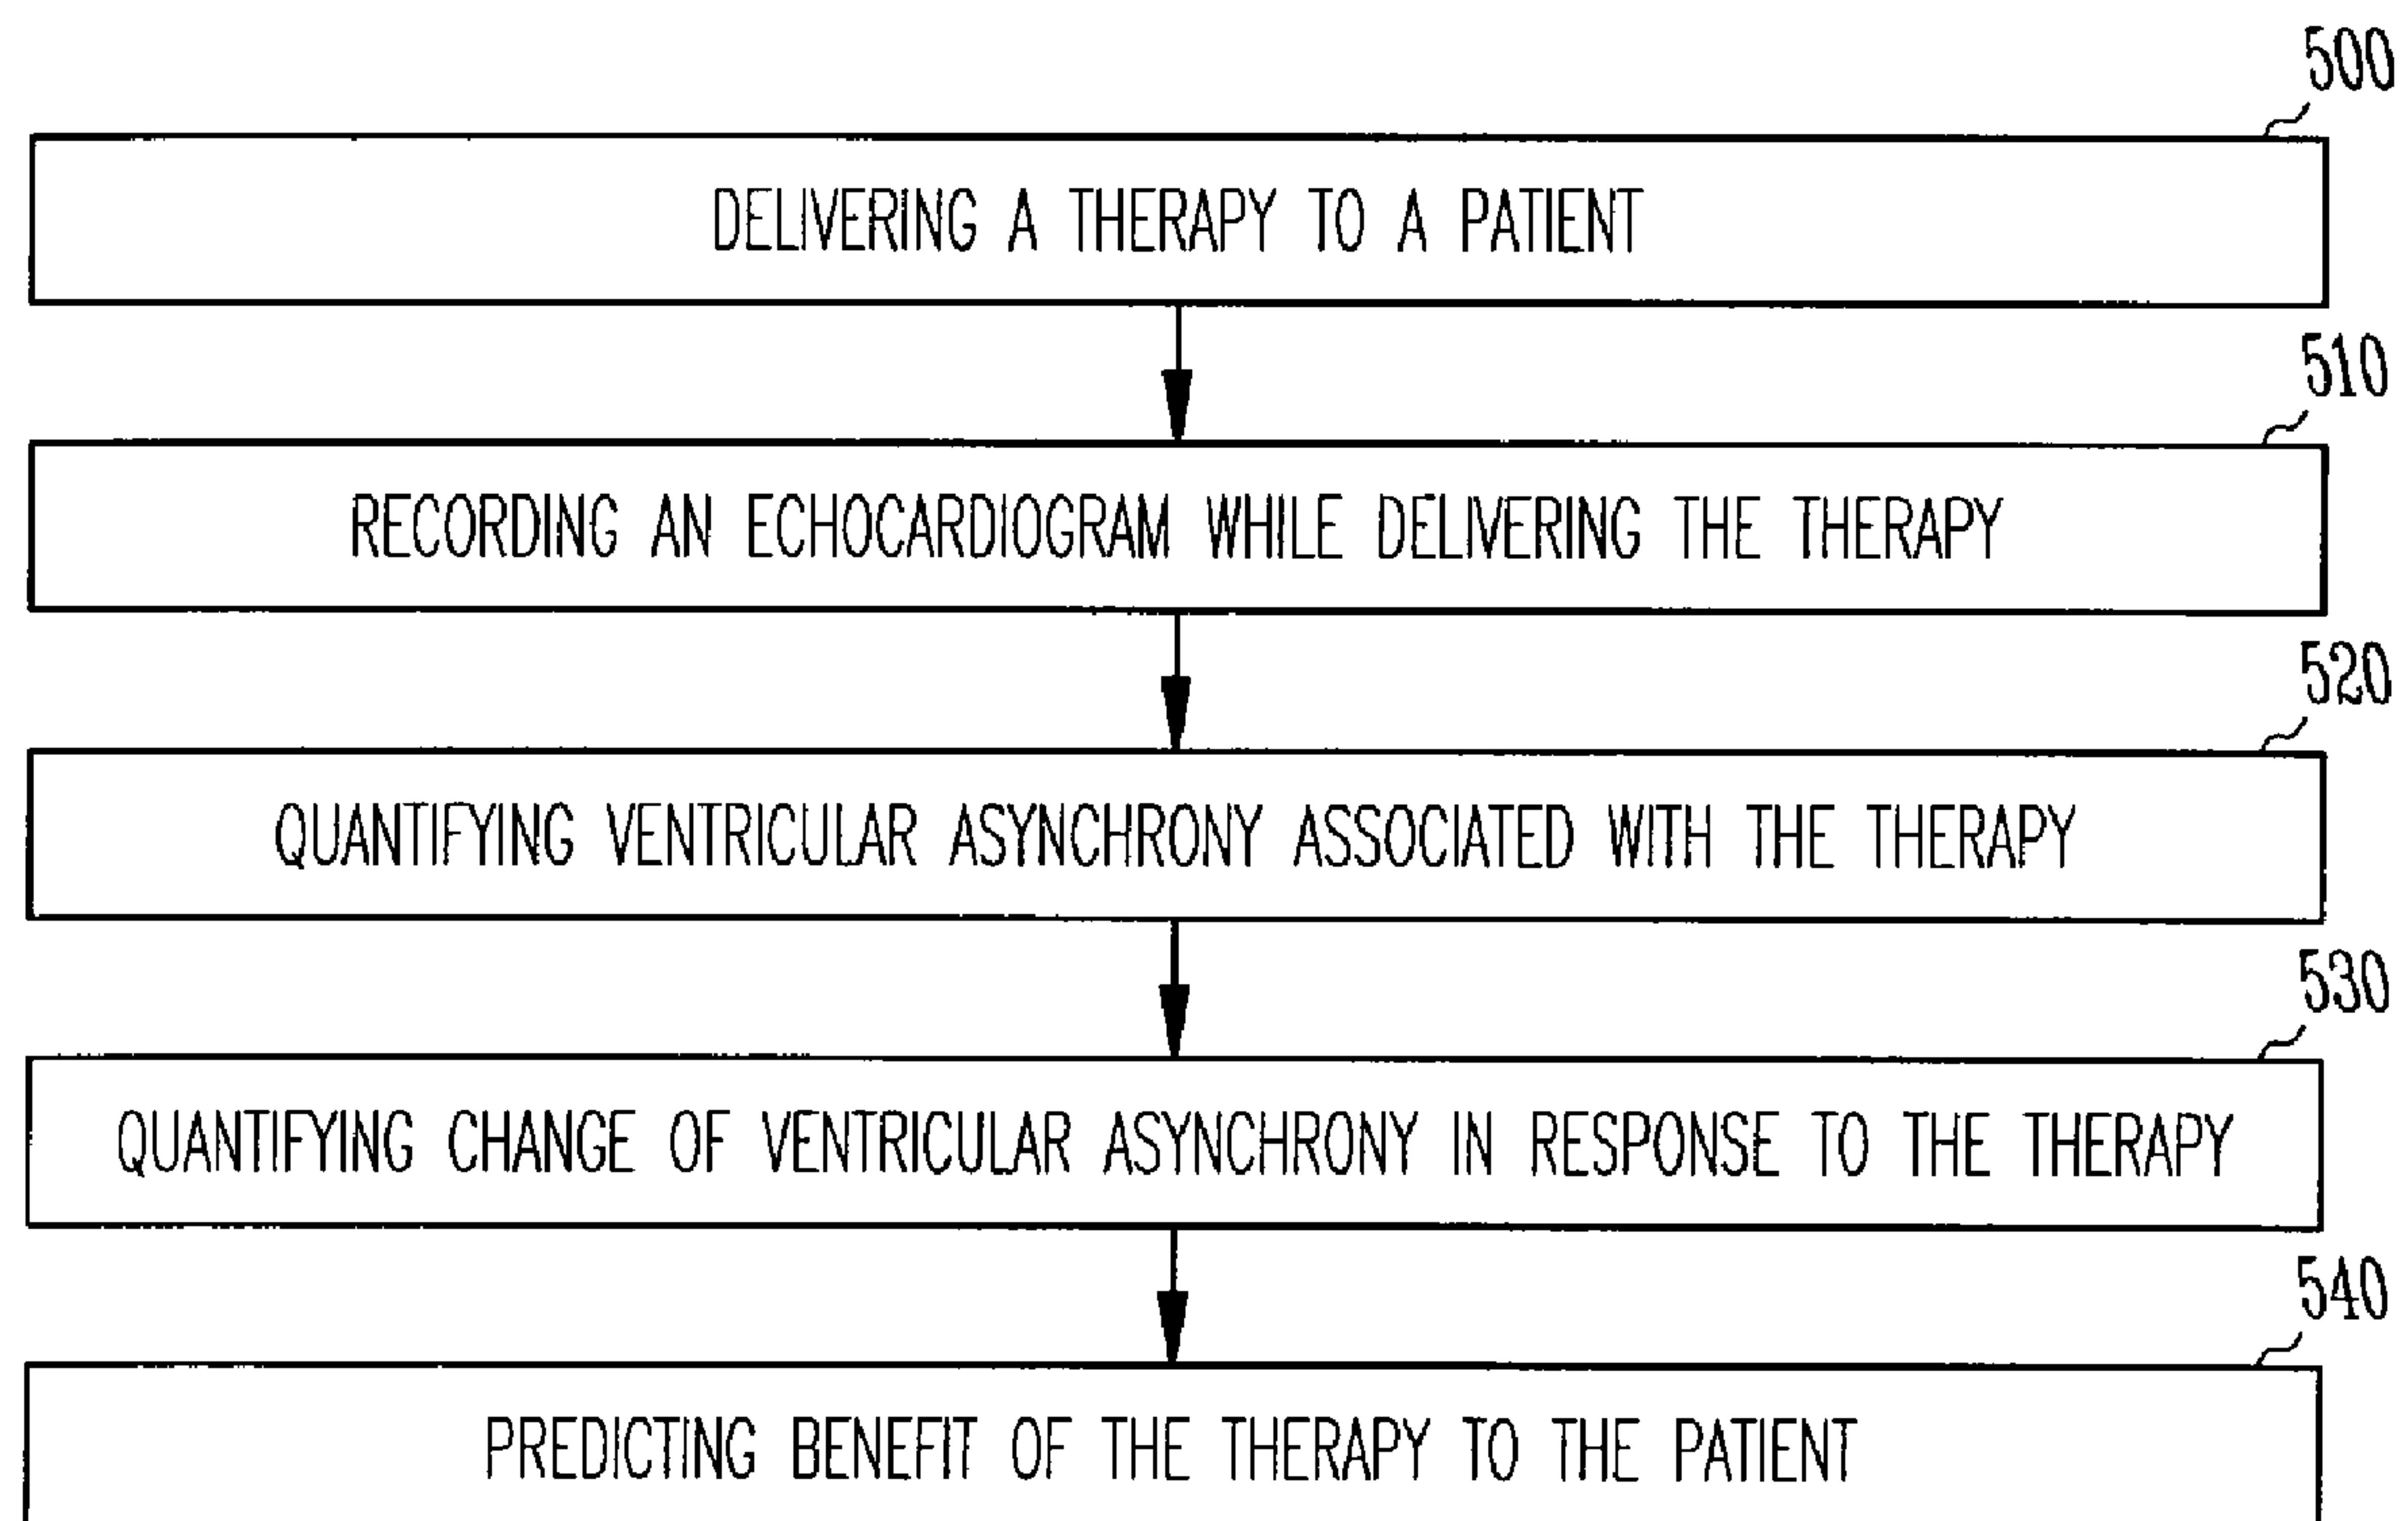 500
DELIVERING A THERAPY TO A PATIENT
510
RECORDING AN ECHOCARDIOGRAM WHILE DELIVERING THE THERAPY
520
QUANTIFYING VENTRICULAR ASYNCHRONY ASSOCIATED WITH THE THERAPY
530
QUANTIFYING CHANGE OF VENTRICULAR ASYNCHRONY IN RESPONSE TO THE THERAPY
540
PREDICTING BENEFIT OF THE THERAPY TO THE PATIENT